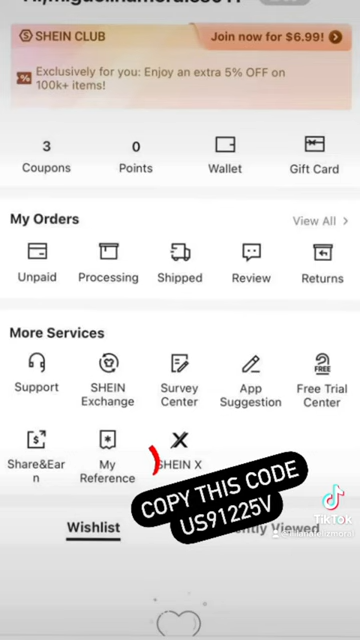 SHEIN CLUB
Join now for $6.99!
Exclusively for you: Enjoy an extra 5% OFF on
100k+ items!
3
0
Coupons
Points
Wallet
Gift Card
My Orders
View All
Unpaid
Processing
Shipped
Review
Returns
More Services
FREE
Support
SHEIN
Exchange
Survey
Center
App
Suggestion
Free Trial
Center
Share&Ear
n
My
Reference
SHEIN X
COPY THIS CODE
US91225V
TikTok
Wishlist
Viewed